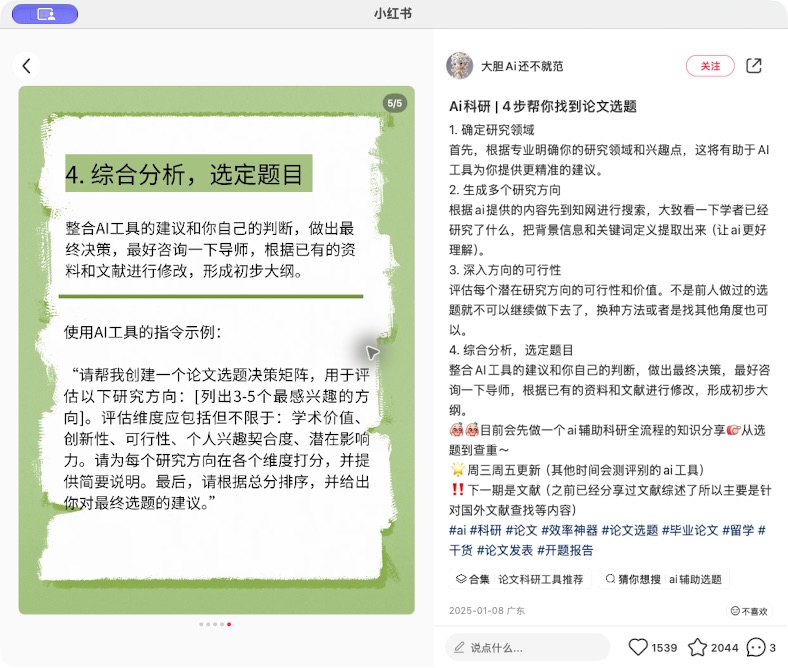 小红书
5/5
4. 综合分析，选定题目
整合AI工具的建议和你自己的判断，做出最
终决策，最好咨询一下导师，根据已有的资
料和文献进行修改，形成初步大纲。
使用AI工具的指令示例：
“请帮我创建一个论文选题决策矩阵，用于评
估以下研究方向：[列出3-5个最感兴趣的方
向]。评估维度应包括但不限于：学术价值、
创新性、可行性、个人兴趣契合度、潜在影响
力。请为每个研究方向在各个维度打分，并提
供简要说明。最后，请根据总分排序，并给出
你对最终选题的建议。”
大胆Ai还不就范
关注
Ai科研 | 4步帮你找到论文选题
1. 确定研究领域
首先，根据专业明确你的研究领域和兴趣点，这将有助于AI
工具为你提供更精准的建议。
2. 生成多个研究方向
根据ai提供的内容先到知网进行搜索，大致看一下学者已经
研究了什么，把背景信息和关键词定义提取出来（让ai更好
理解）。
3. 深入方向的可行性
评估每个潜在研究方向的可行性和价值。不是前人做过的选
题就不可以继续做下去了，换种方法或者是找其他角度也可
以。
4. 综合分析，选定题目
整合AI工具的建议和你自己的判断，做出最终决策，最好咨
询一下导师，根据已有的资料和文献进行修改，形成初步大
纲。
目前会先做一个ai辅助科研全流程的知识分享从选
题到查重～
周三周五更新（其他时间会测评别的ai工具）
‼️下一期是文献（之前已经分享过文献综述了所以主要是针
对国外文献查找等内容）
#ai #科研 #论文 #效率神器 #论文选题 #毕业论文 #留学 #
干货 #论文发表 #开题报告
合集 论文科研工具推荐 猜你想搜 ai辅助选题
2025-01-08 广东 不喜欢
说点什么... 1539 2044 3